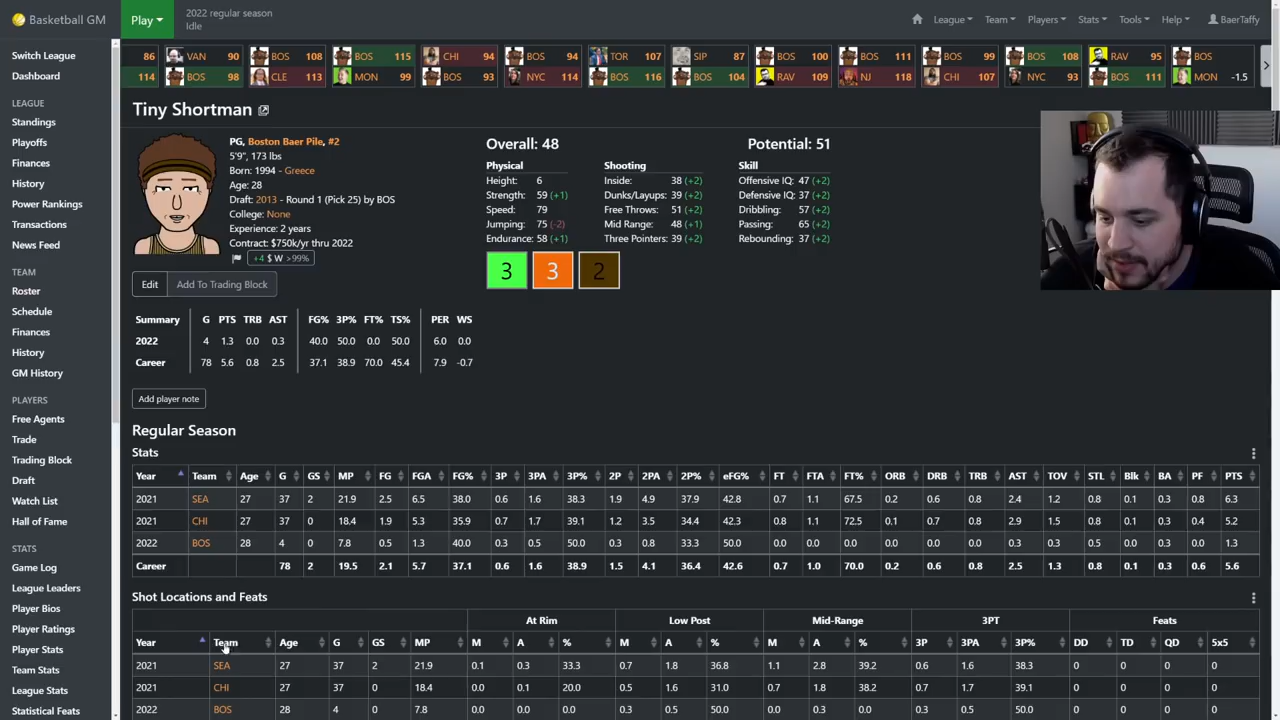 Basketball GM
Play
2022 regular season
Idle
League
Team
Players
Stats
Tools
Help
BaerTaffy
86 VAN 90 BOS 108 BOS 115 CHI 94 BOS 94 TOR 107 SIP 87 BOS 100 BOS 111 BOS 99 BOS 108 RAV 95 BOS
114 BOS 98 CLE 113 MON 99 BOS 93 NYC 114 BOS 116 BOS 104 RAV 109 NJ 118 CHI 107 NYC 93 BOS 111 MON -1.5
Switch League
Dashboard
LEAGUE
Standings
Playoffs
Finances
History
Power Rankings
Transactions
News Feed
TEAM
Roster
Schedule
Finances
History
GM History
PLAYERS
Free Agents
Trade
Trading Block
Draft
Watch List
Hall of Fame
STATS
Game Log
League Leaders
Player Bios
Player Ratings
Player Stats
Team Stats
League Stats
Statistical Feats
Tiny Shortman
PG, Boston Baer Pile, #2
5'9", 173 lbs
Born: 1994 - Greece
Age: 28
Draft: 2013 - Round 1 (Pick 25) by BOS
College: None
Experience: 2 years
Contract: $750k/yr thru 2022
+4 $ W >99%
Overall: 48
Potential: 51
Physical
Height: 6
Strength: 59 (+1)
Speed: 79
Jumping: 75 (-2)
Endurance: 58 (+1)
Shooting
Inside: 38 (+2)
Dunks/Layups: 39 (+2)
Free Throws: 51 (+2)
Mid Range: 48 (+1)
Three Pointers: 39 (+2)
Skill
Offensive IQ: 47 (+2)
Defensive IQ: 37 (+2)
Dribbling: 57 (+2)
Passing: 65 (+2)
Rebounding: 37 (+2)
3 3 2
Edit
Add To Trading Block
Summary G PTS TRB AST FG% 3P% FT% TS% PER WS
2022 4 1.3 0.0 0.3 40.0 50.0 0.0 50.0 6.0 0.0
Career 78 5.6 0.8 2.5 37.1 38.9 70.0 45.4 7.9 -0.7
Add player note
Regular Season
Stats
Year Team Age G GS MP FG FGA FG% 3P 3PA 3P% 2P 2PA 2P% eFG% FT FTA FT% ORB DRB TRB AST TOV STL Blk BA PF PTS
2021 SEA 27 37 2 21.9 2.5 6.5 38.0 0.6 1.6 38.3 1.9 4.9 37.9 42.8 0.7 1.1 67.5 0.2 0.6 0.8 2.4 1.2 0.8 0.1 0.3 0.8 6.3
2021 CHI 27 37 0 18.4 1.9 5.3 35.9 0.7 1.7 39.1 1.2 3.5 34.4 42.3 0.8 1.1 72.5 0.1 0.7 0.8 2.9 1.5 0.8 0.1 0.3 0.4 5.2
2022 BOS 28 4 0 7.8 0.5 1.3 40.0 0.3 0.5 50.0 0.3 0.8 33.3 50.0 0.0 0.0 0.0 0.0 0.0 0.0 0.3 0.3 0.5 0.0 0.0 0.0 1.3
Career 78 2 19.5 2.1 5.7 37.1 0.6 1.6 38.9 1.5 4.1 36.4 42.6 0.7 1.0 70.0 0.2 0.6 0.8 2.5 1.3 0.8 0.1 0.3 0.6 5.6
Shot Locations and Feats
At Rim Low Post Mid-Range 3PT Feats
Year Team Age G GS MP M A % M A % M A % 3P 3PA 3P% DD TD QD 5x5
2021 SEA 27 37 2 21.9 0.1 0.3 33.3 0.7 1.8 36.8 1.1 2.8 39.2 0.6 1.6 38.3 0 0 0 0
2021 CHI 27 37 0 18.4 0.0 0.1 20.0 0.5 1.6 31.0 0.7 1.8 38.2 0.7 1.7 39.1 0 0 0 0
2022 BOS 28 4 0 7.8 0.0 0.0 0.0 0.3 0.5 50.0 0.0 0.3 0.0 0.3 0.5 50.0 0 0 0 0